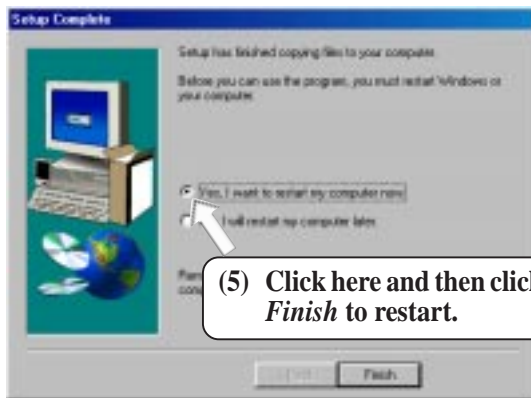 Setup Complete
Setup has finished copying files to your computer.
Before you can use the program, you must restart Windows or
your computer.
Yes, I want to restart my computer now.
I will restart my computer later.
(5) Click here and then click
Finish to restart.
Finish